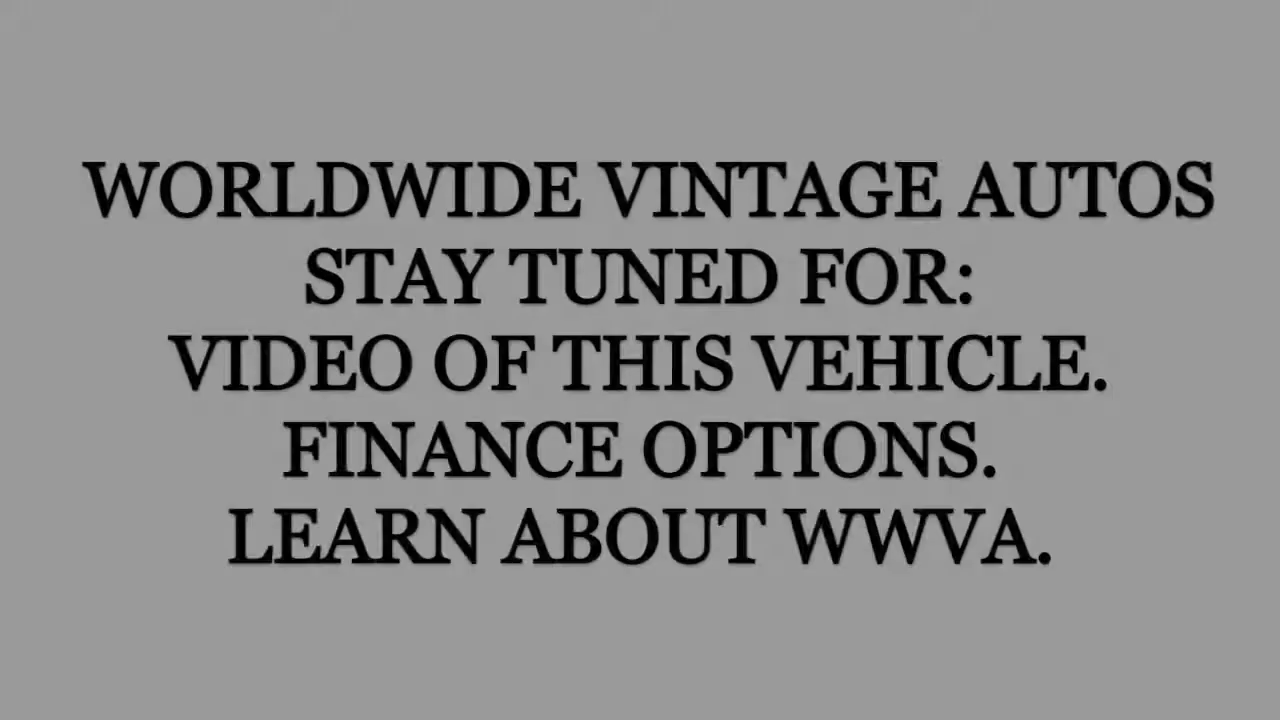 WORLDWIDE VINTAGE AUTOS
STAY TUNED FOR:
VIDEO OF THIS VEHICLE.
FINANCE OPTIONS.
LEARN ABOUT WWVA.